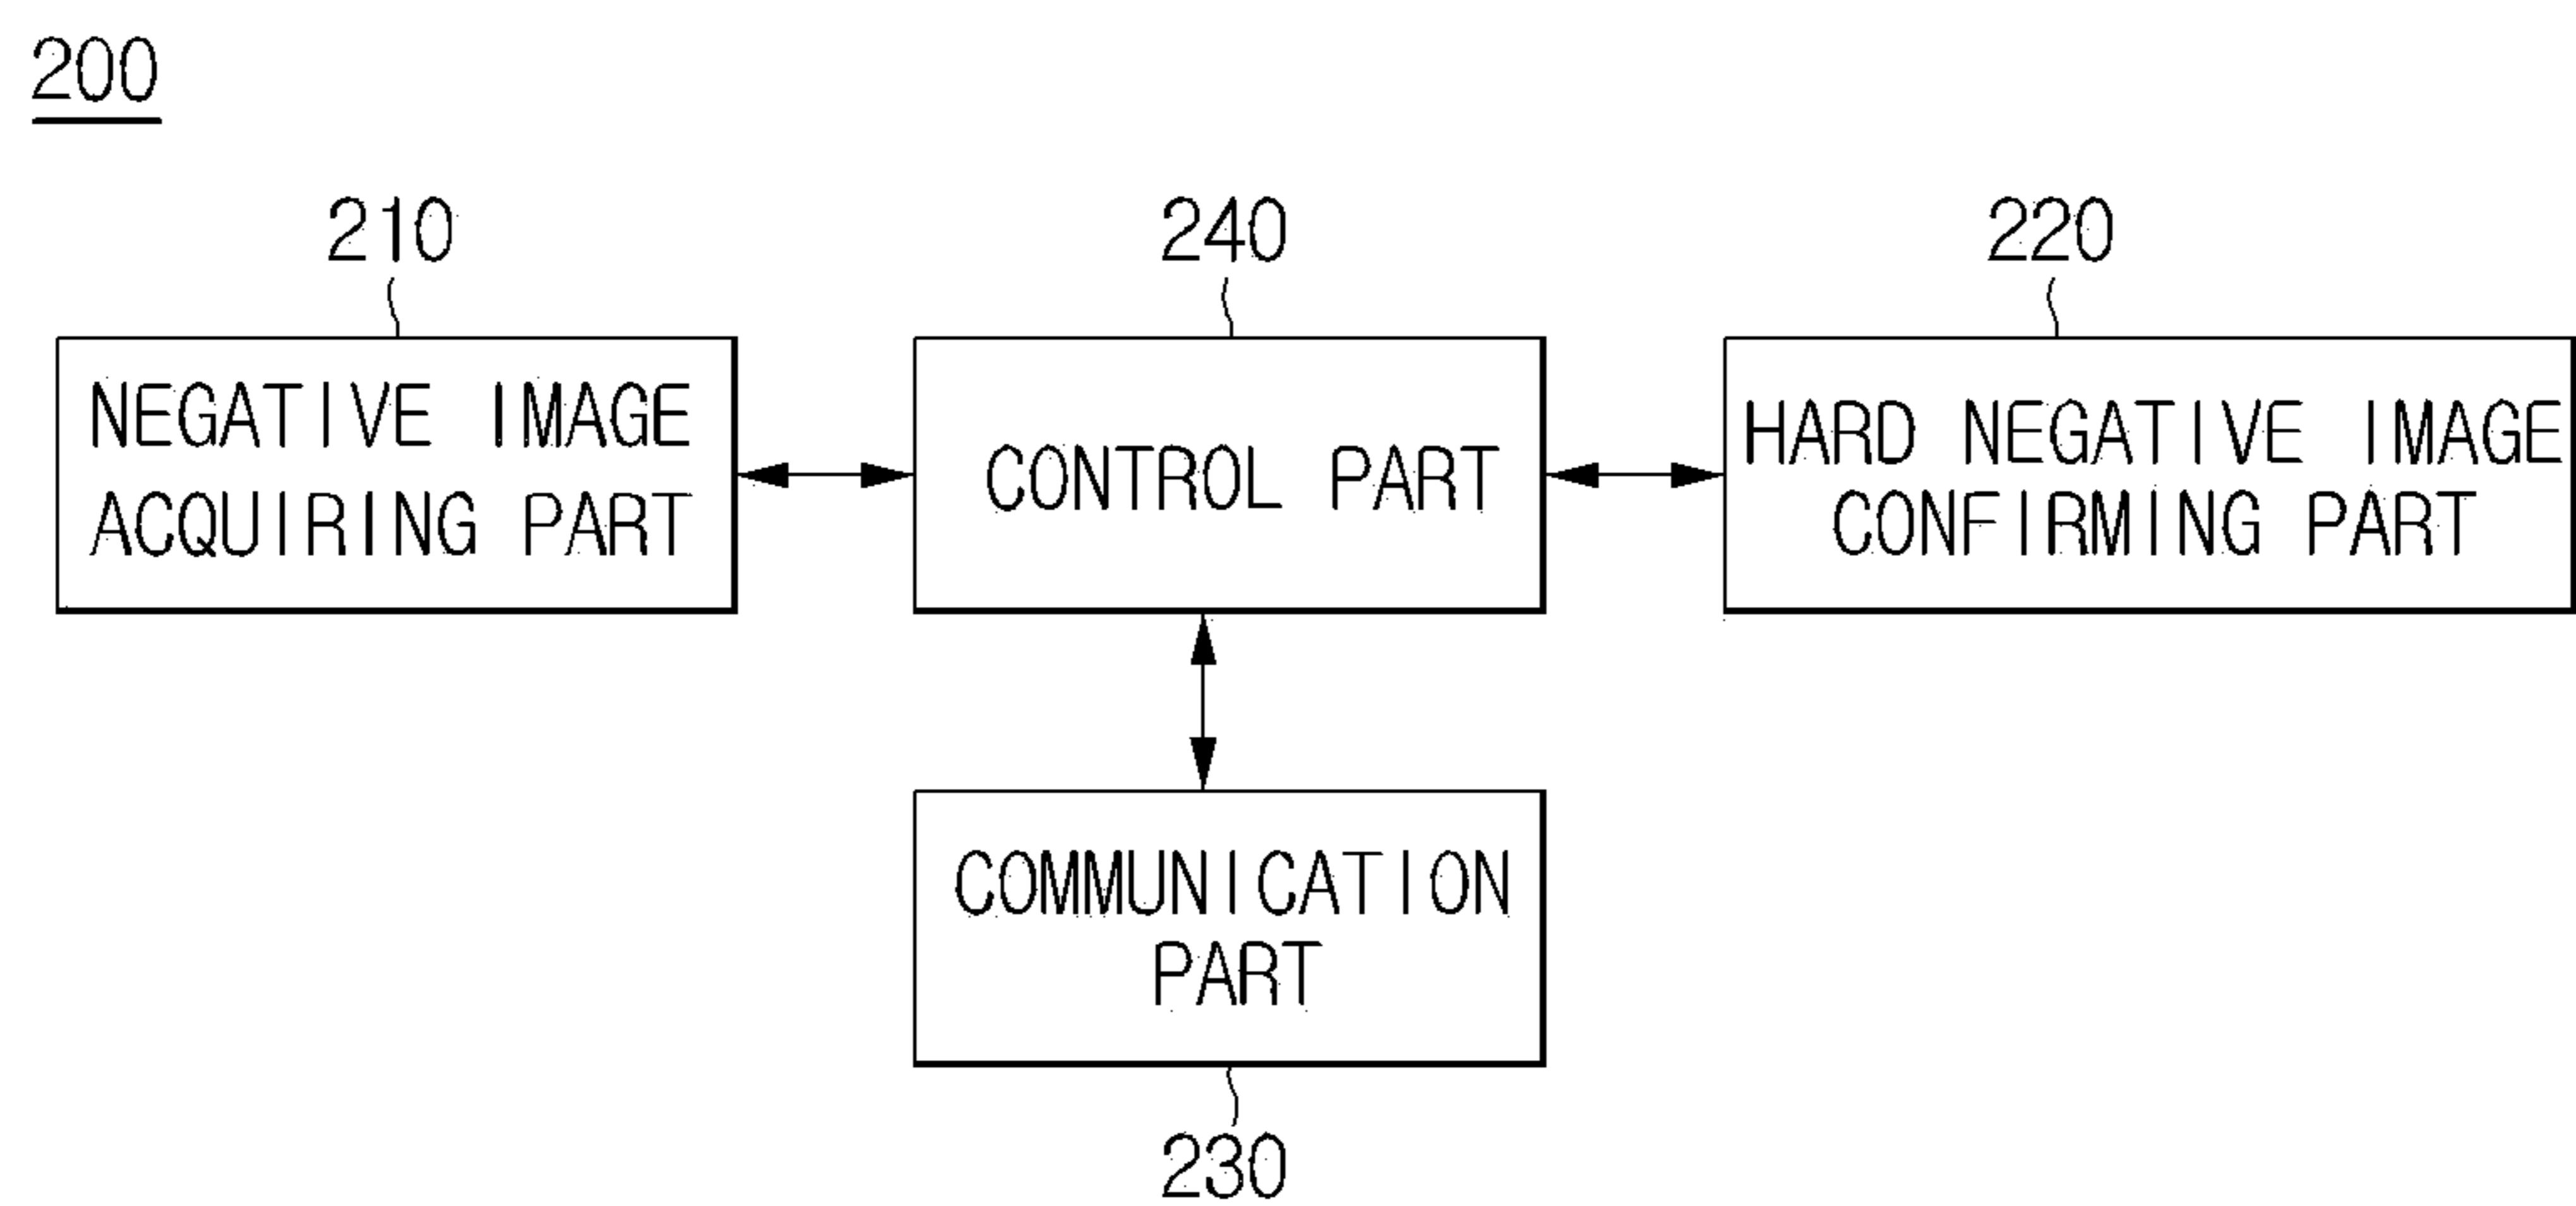 200
210
240
220
NEGATIVE IMAGE
ACQUIRING PART
CONTROL PART
HARD NEGATIVE IMAGE
CONFIRMING PART
COMMUNICATION
PART
230